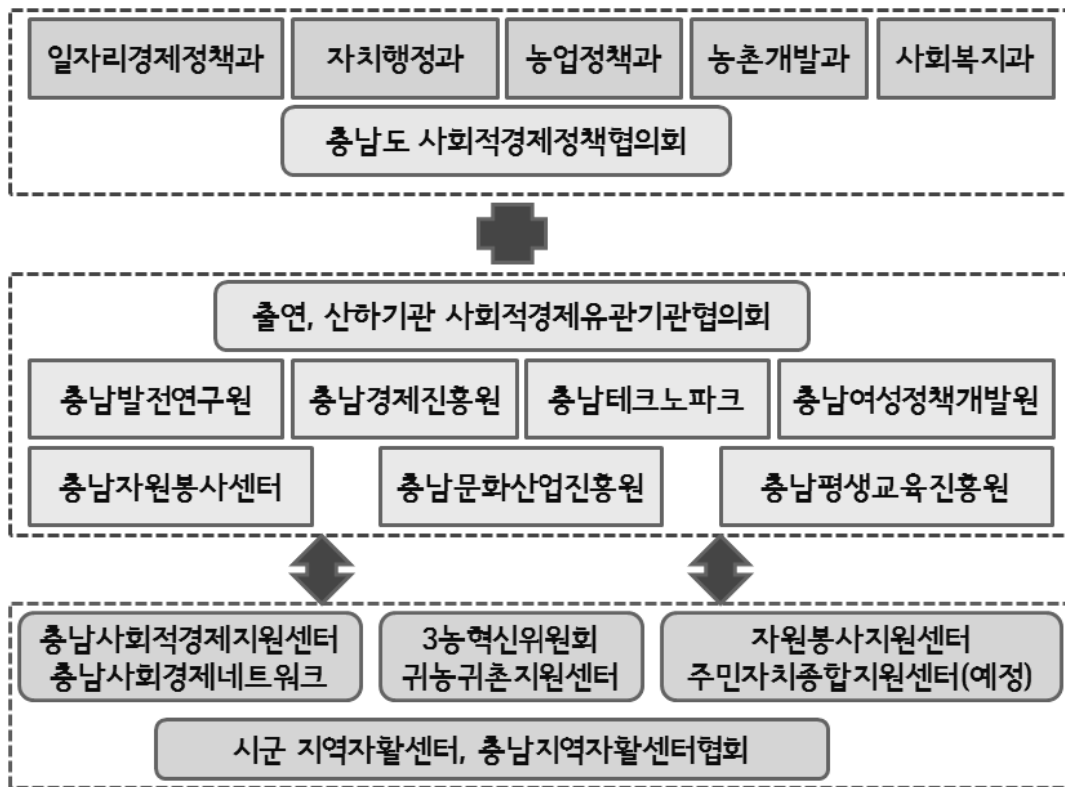 일자리경제정책과
자치행정과
농업정책과
농촌개발과
사회복지과
충남도 사회적경제정책협의회
출연, 산하기관 사회적경제유관기관협의회
충남발전연구원
충남경제진흥원
충남테크노파크
충남여성정책개발원
충남자원봉사센터
충남문화산업진흥원
충남평생교육진흥원
충남사회적경제지원센터
충남사회경제네트워크
3농혁신위원회
귀농귀촌지원센터
자원봉사지원센터
주민자치종합지원센터(예정)
시군 지역자활센터, 충남지역자활센터협회